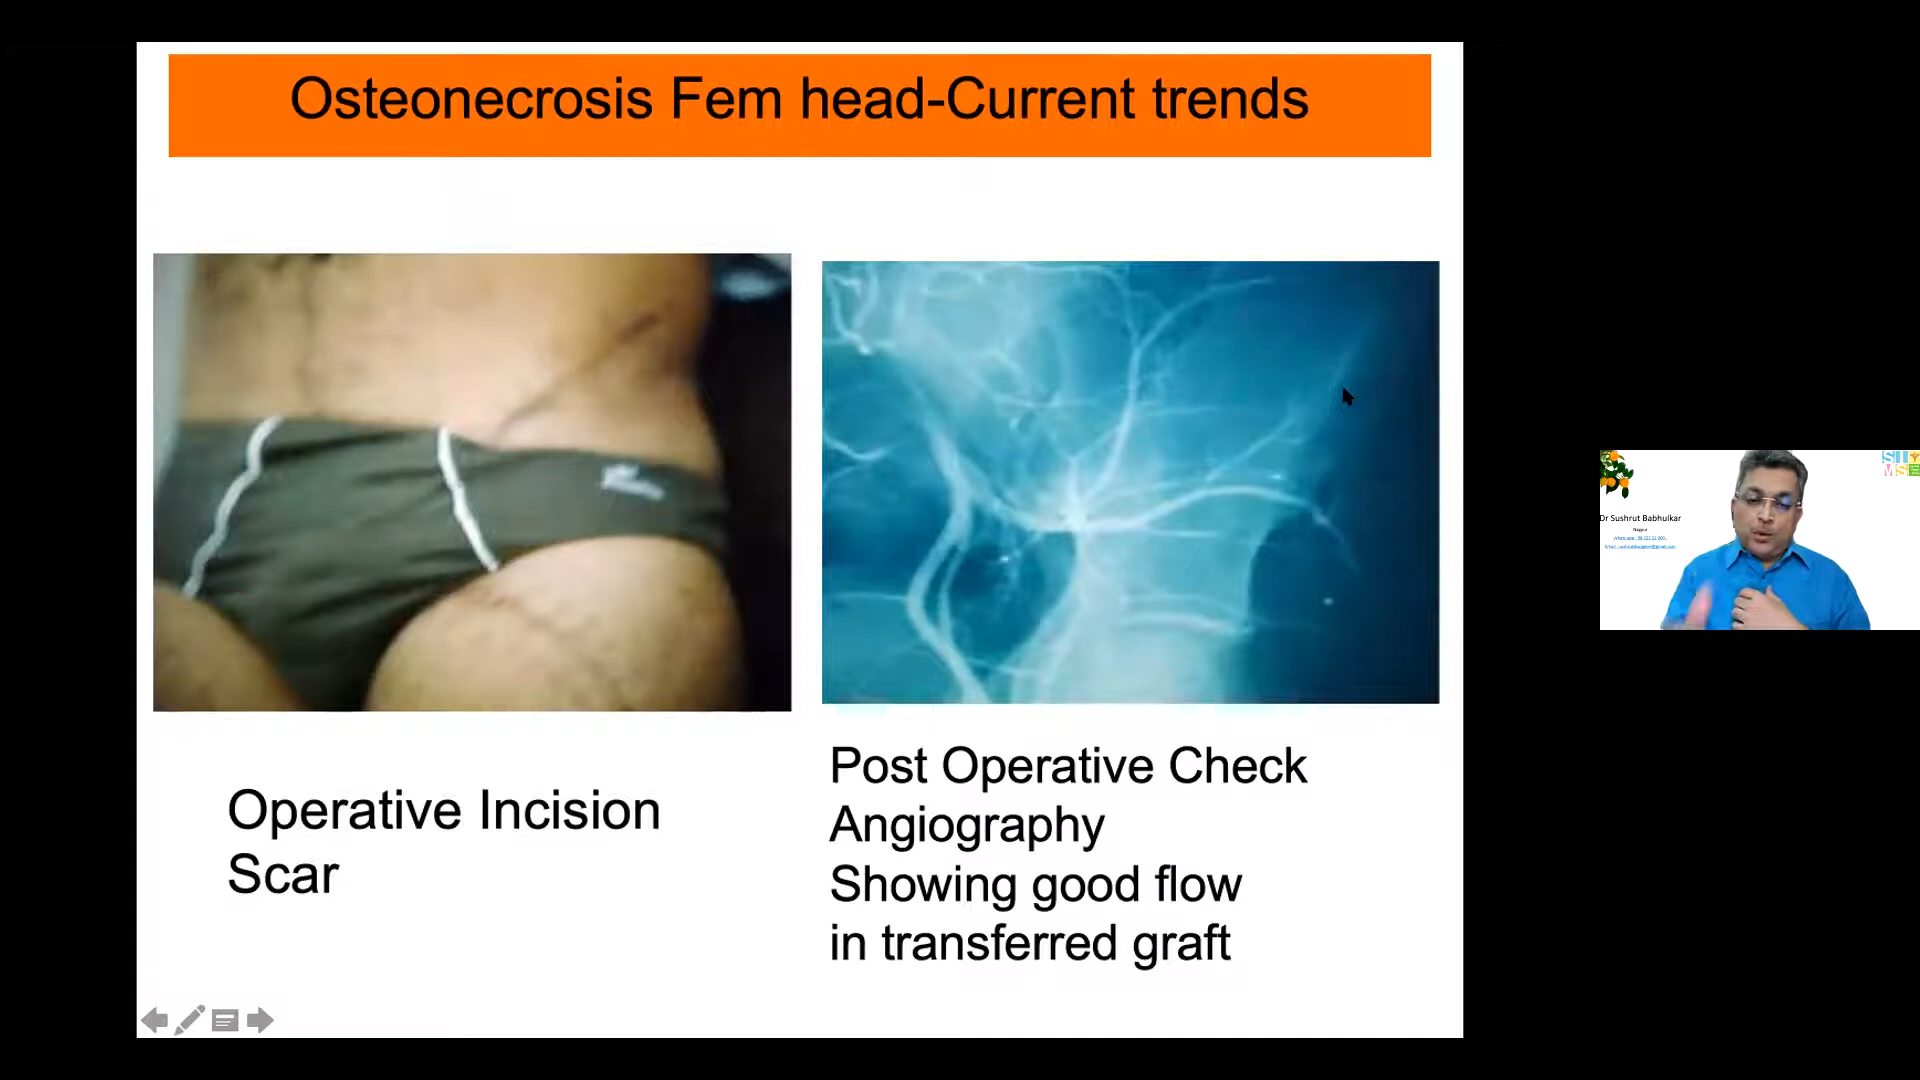 Osteonecrosis Fem head-Current trends
Operative Incision
Scar
Post Operative Check
Angiography
Showing good flow
in transferred graft
Dr Sushrut Babhulkar
Nagpur